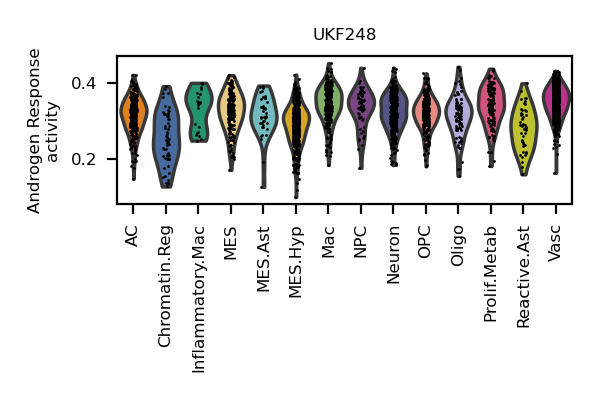 UKF248
Androgen Response
activity
0.4
0.2
AC
Chromatin.Reg
Inflammatory.Mac
MES
MES.Ast
MES.Hyp
Mac
NPC
Neuron
OPC
Oligo
Prolif.Metab
Reactive.Ast
Vasc